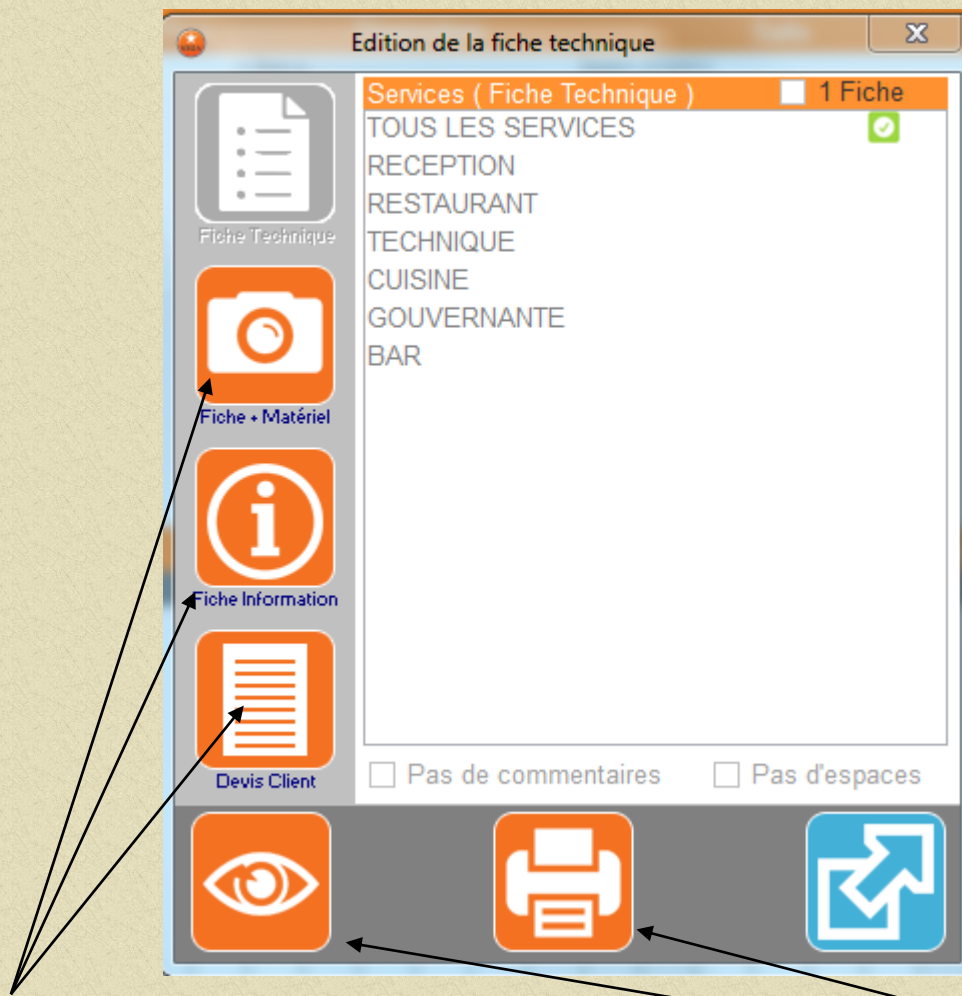 Edition de la fiche technique
Services ( Fiche Technique ) 1 Fiche
TOUS LES SERVICES
RECEPTION
RESTAURANT
TECHNIQUE
CUISINE
GOUVERNANTE
BAR
Fiche Technique
Fiche + Matériel
Fiche Information
Devis Client
Pas de commentaires Pas d'espaces